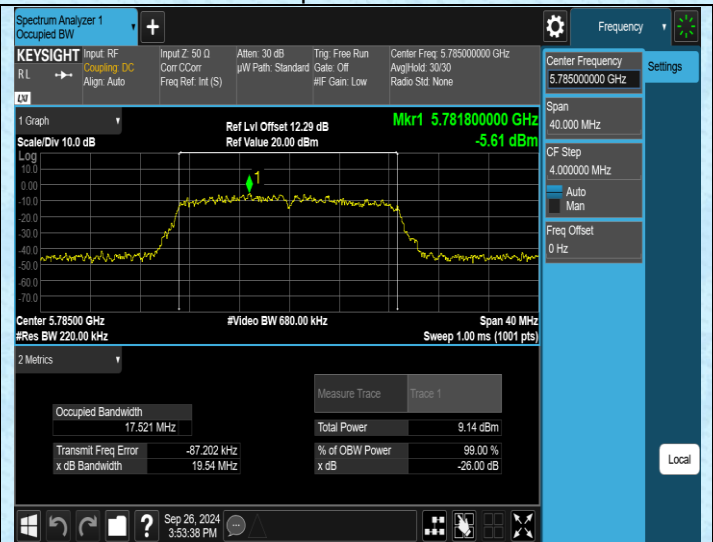 Spectrum Analyzer 1
Occupied BW
Frequency
KEYSIGHT
RL
LXI
Input: RF
Coupling: DC
Align: Auto
Input Z: 50 Ω
Corr CCorr
Freq Ref: Int (S)
Atten: 30 dB
µW Path: Standard
Trig: Free Run
Gate: Off
#IF Gain: Low
Center Freq: 5.785000000 GHz
Avg|Hold: 30/30
Radio Std: None
Center Frequency
5.785000000 GHz
Settings
Span
40.000 MHz
CF Step
4.000000 MHz
Auto
Man
Freq Offset
0 Hz
1 Graph
Scale/Div 10.0 dB
Ref Lvl Offset 12.29 dB
Ref Value 20.00 dBm
Mkr1 5.781800000 GHz
-5.61 dBm
Log
10.0
0.00
-10.0
-20.0
-30.0
-40.0
-50.0
-60.0
-70.0
1
Center 5.78500 GHz
#Res BW 220.00 kHz
#Video BW 680.00 kHz
Span 40 MHz
Sweep 1.00 ms (1001 pts)
2 Metrics
Measure Trace Trace 1
Occupied Bandwidth
17.521 MHz
Total Power 9.14 dBm
Transmit Freq Error -87.202 kHz
% of OBW Power 99.00 %
x dB Bandwidth 19.54 MHz
x dB -26.00 dB
Local
Sep 26, 2024
3:53:38 PM